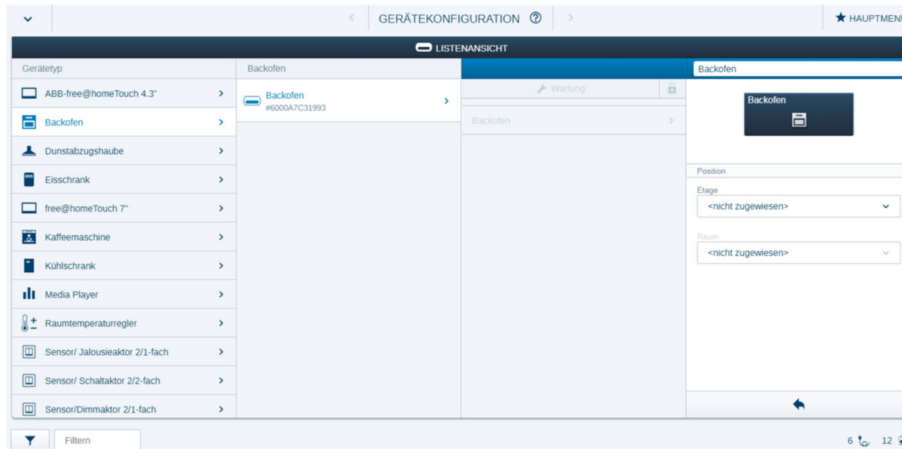 GERÄTEKONFIGURATION
HAUPTMENÜ
LISTENANSICHT
Gerätetyp
ABB-free@homeTouch 4.3"
Backofen
Dunstabzugshaube
Eisschrank
free@homeTouch 7"
Kaffeemaschine
Kühlschrank
Media Player
Raumtemperaturregler
Sensor/ Jalousieaktor 2/1-fach
Sensor/ Schaltaktor 2/2-fach
Sensor/Dimmaktor 2/1-fach
Backofen
Backofen
#6000A7C31993
Wartung
Backofen
Backofen
Backofen
Position
Etage
<nicht zugewiesen>
Raum
<nicht zugewiesen>
Filtern
6 12